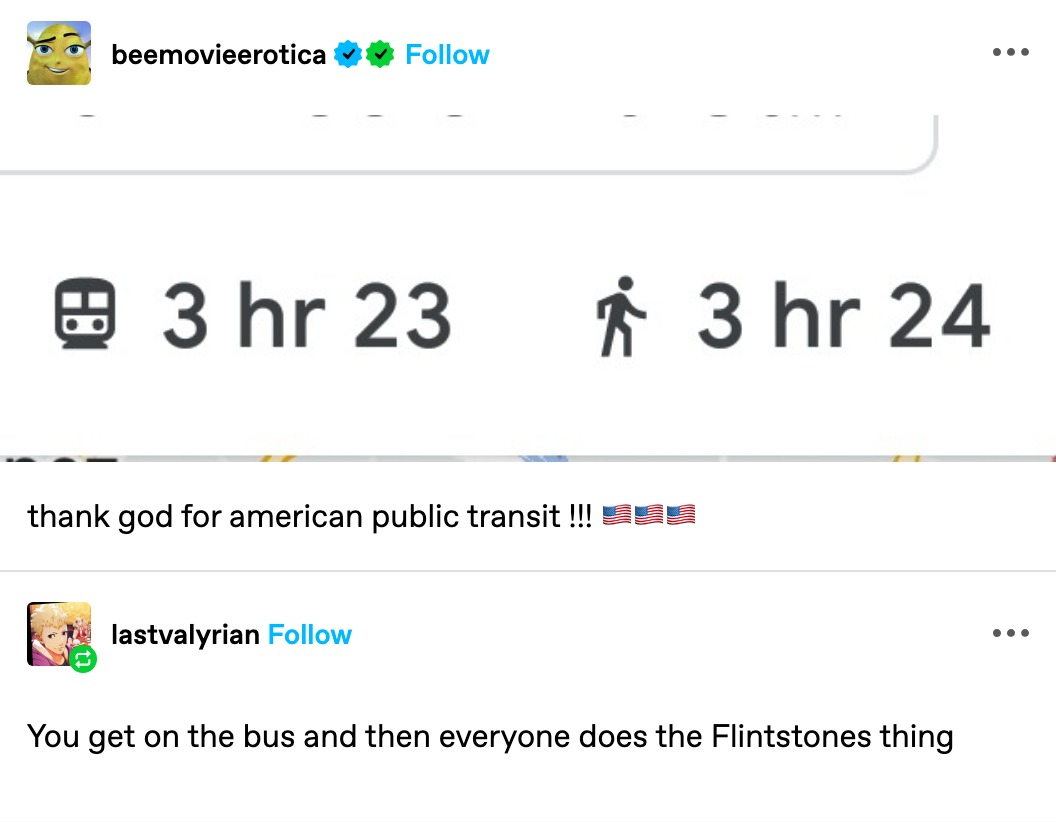 beemovieerotica Follow
3 hr 23 3 hr 24
thank god for american public transit !!! 🇺🇸🇺🇸🇺🇸
lastvalyrian Follow
You get on the bus and then everyone does the Flintstones thing